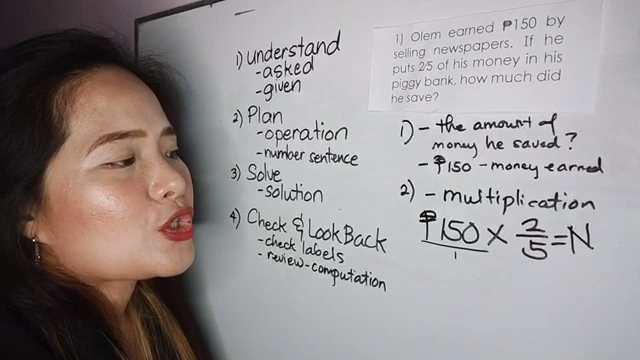 1) Understand
-asked
-given
2) Plan
-operation
-number sentence
3) Solve
-solution
4) Check & Look Back
-check labels
-review-computation
1) Olem earned ₱150 by
selling newspapers. If he
puts 2⁄5 of his money in his
piggy bank, how much did
he save?
1) - the amount of
money he saved?
- ₱150 - money earned
2) - multiplication
₱150/1 × 2/5 = N